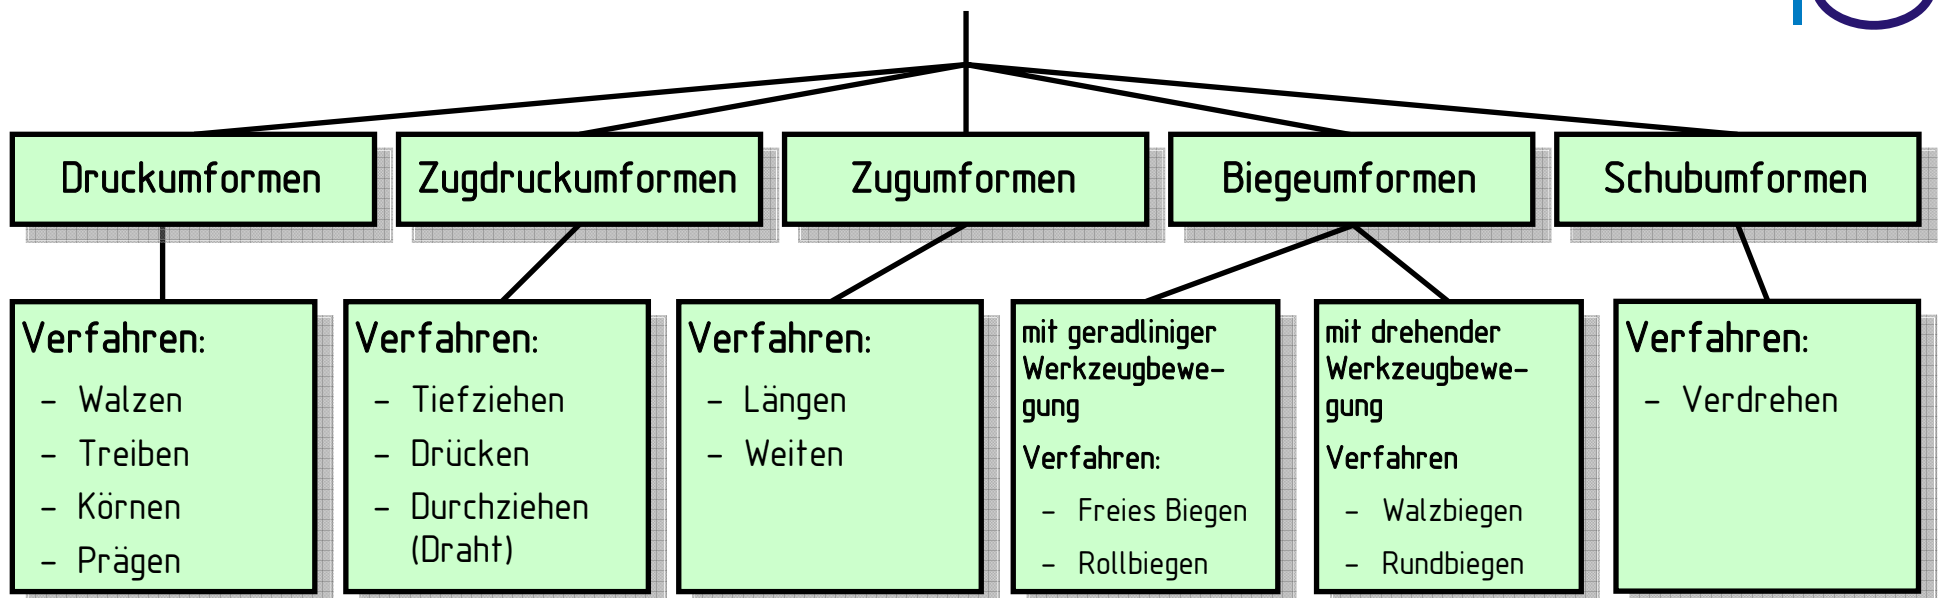 Druckumformen
Zugdruckumformen
Zugumformen
Biegeumformen
Schubumformen
Verfahren:
- Walzen
- Treiben
- Körnen
- Prägen
Verfahren:
- Tiefziehen
- Drücken
- Durchziehen
(Draht)
Verfahren:
- Längen
- Weiten
mit geradliniger
Werkzeugbewe-
gung
Verfahren:
- Freies Biegen
- Rollbiegen
mit drehender
Werkzeugbewe-
gung
Verfahren
- Walzbiegen
- Rundbiegen
Verfahren:
- Verdrehen